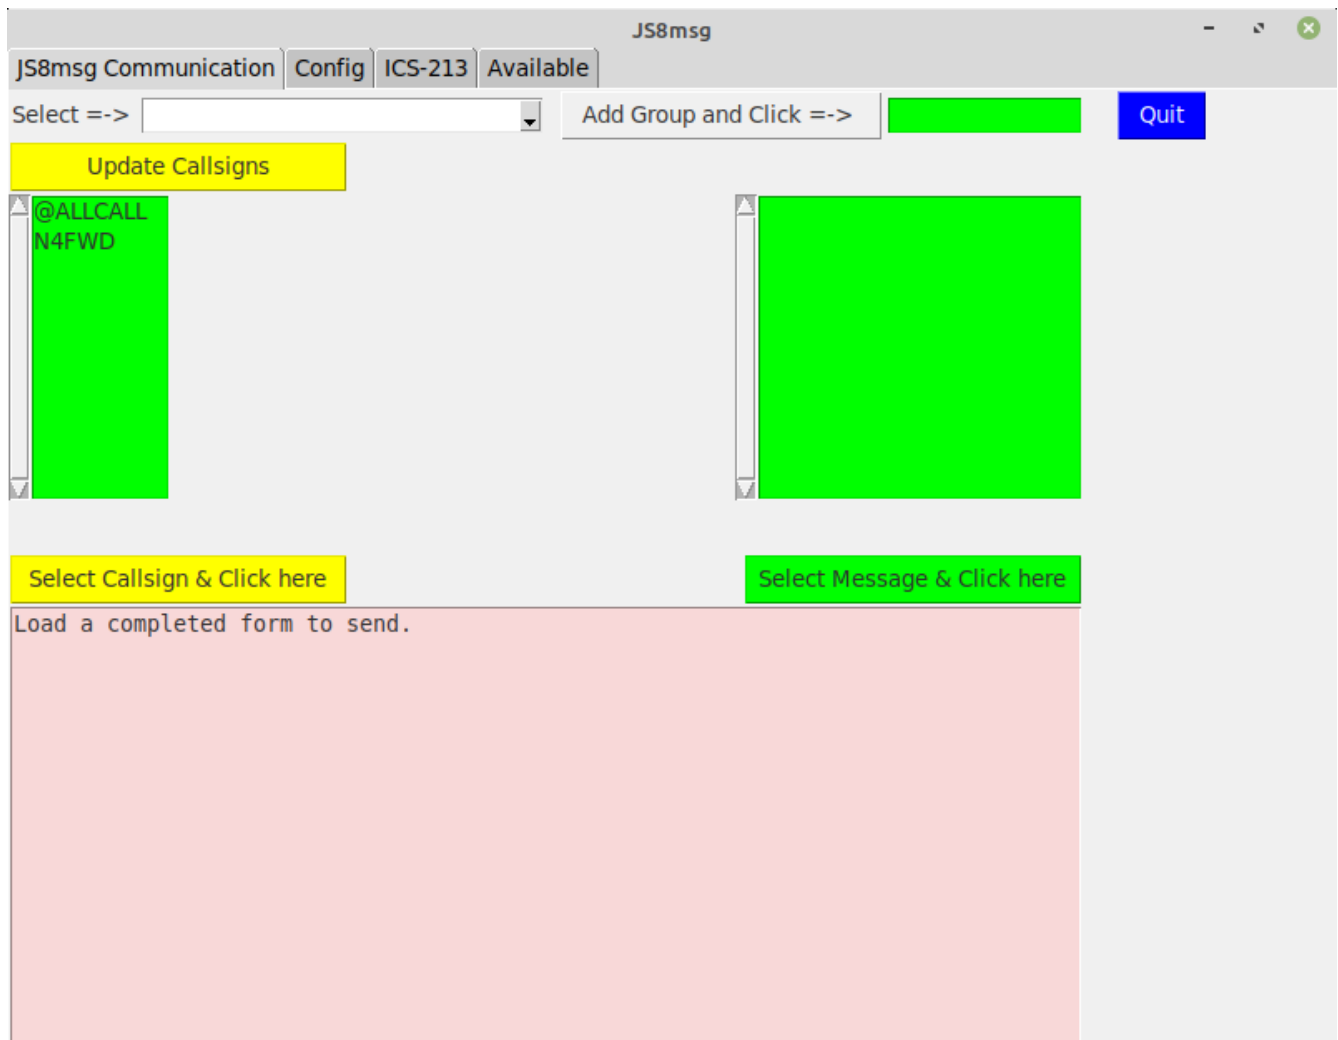 JS8msg
JS8msg Communication Config ICS-213 Available
Select =-> Add Group and Click =-> Quit
Update Callsigns
@ALLCALL
N4FWD
Select Callsign & Click here Select Message & Click here
Load a completed form to send.